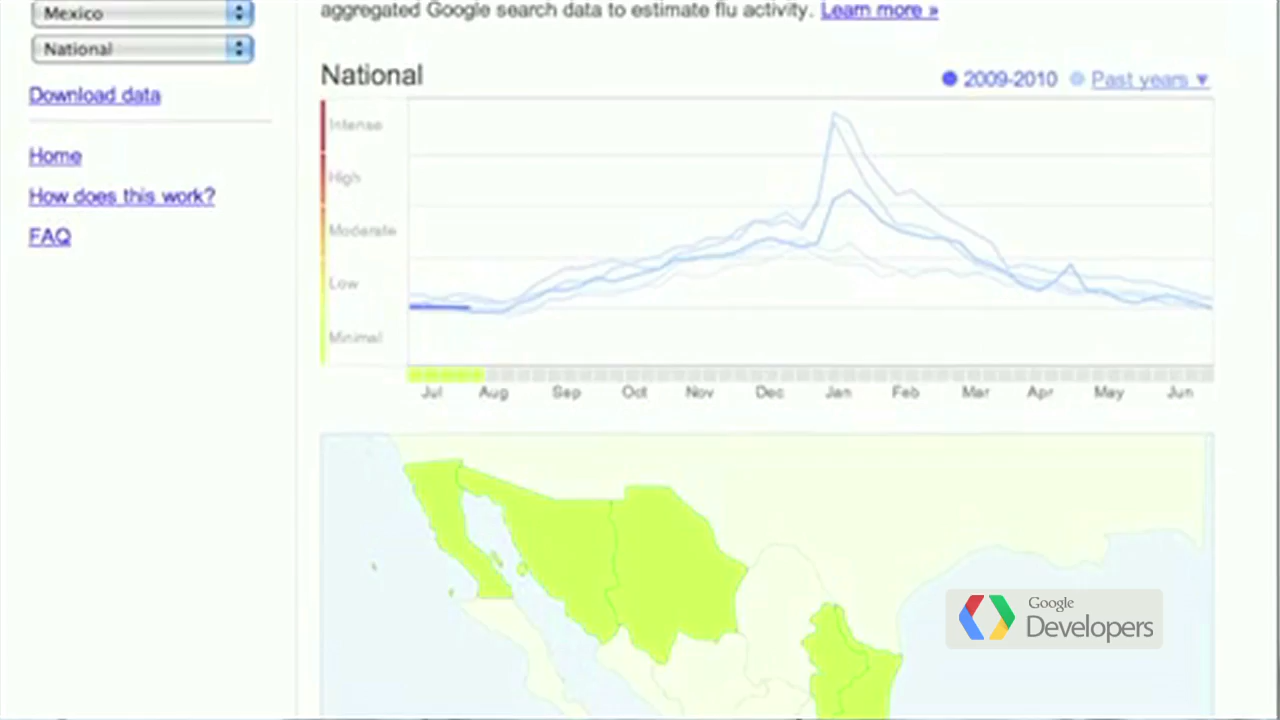 Mexico
aggregated Google search data to estimate flu activity. Learn more »
National
Download data
Home
How does this work?
FAQ
National
2009-2010 Past years ▼
Intense
High
Moderate
Low
Minimal
Jul Aug Sep Oct Nov Dec Jan Feb Mar Apr May Jun
Google
Developers